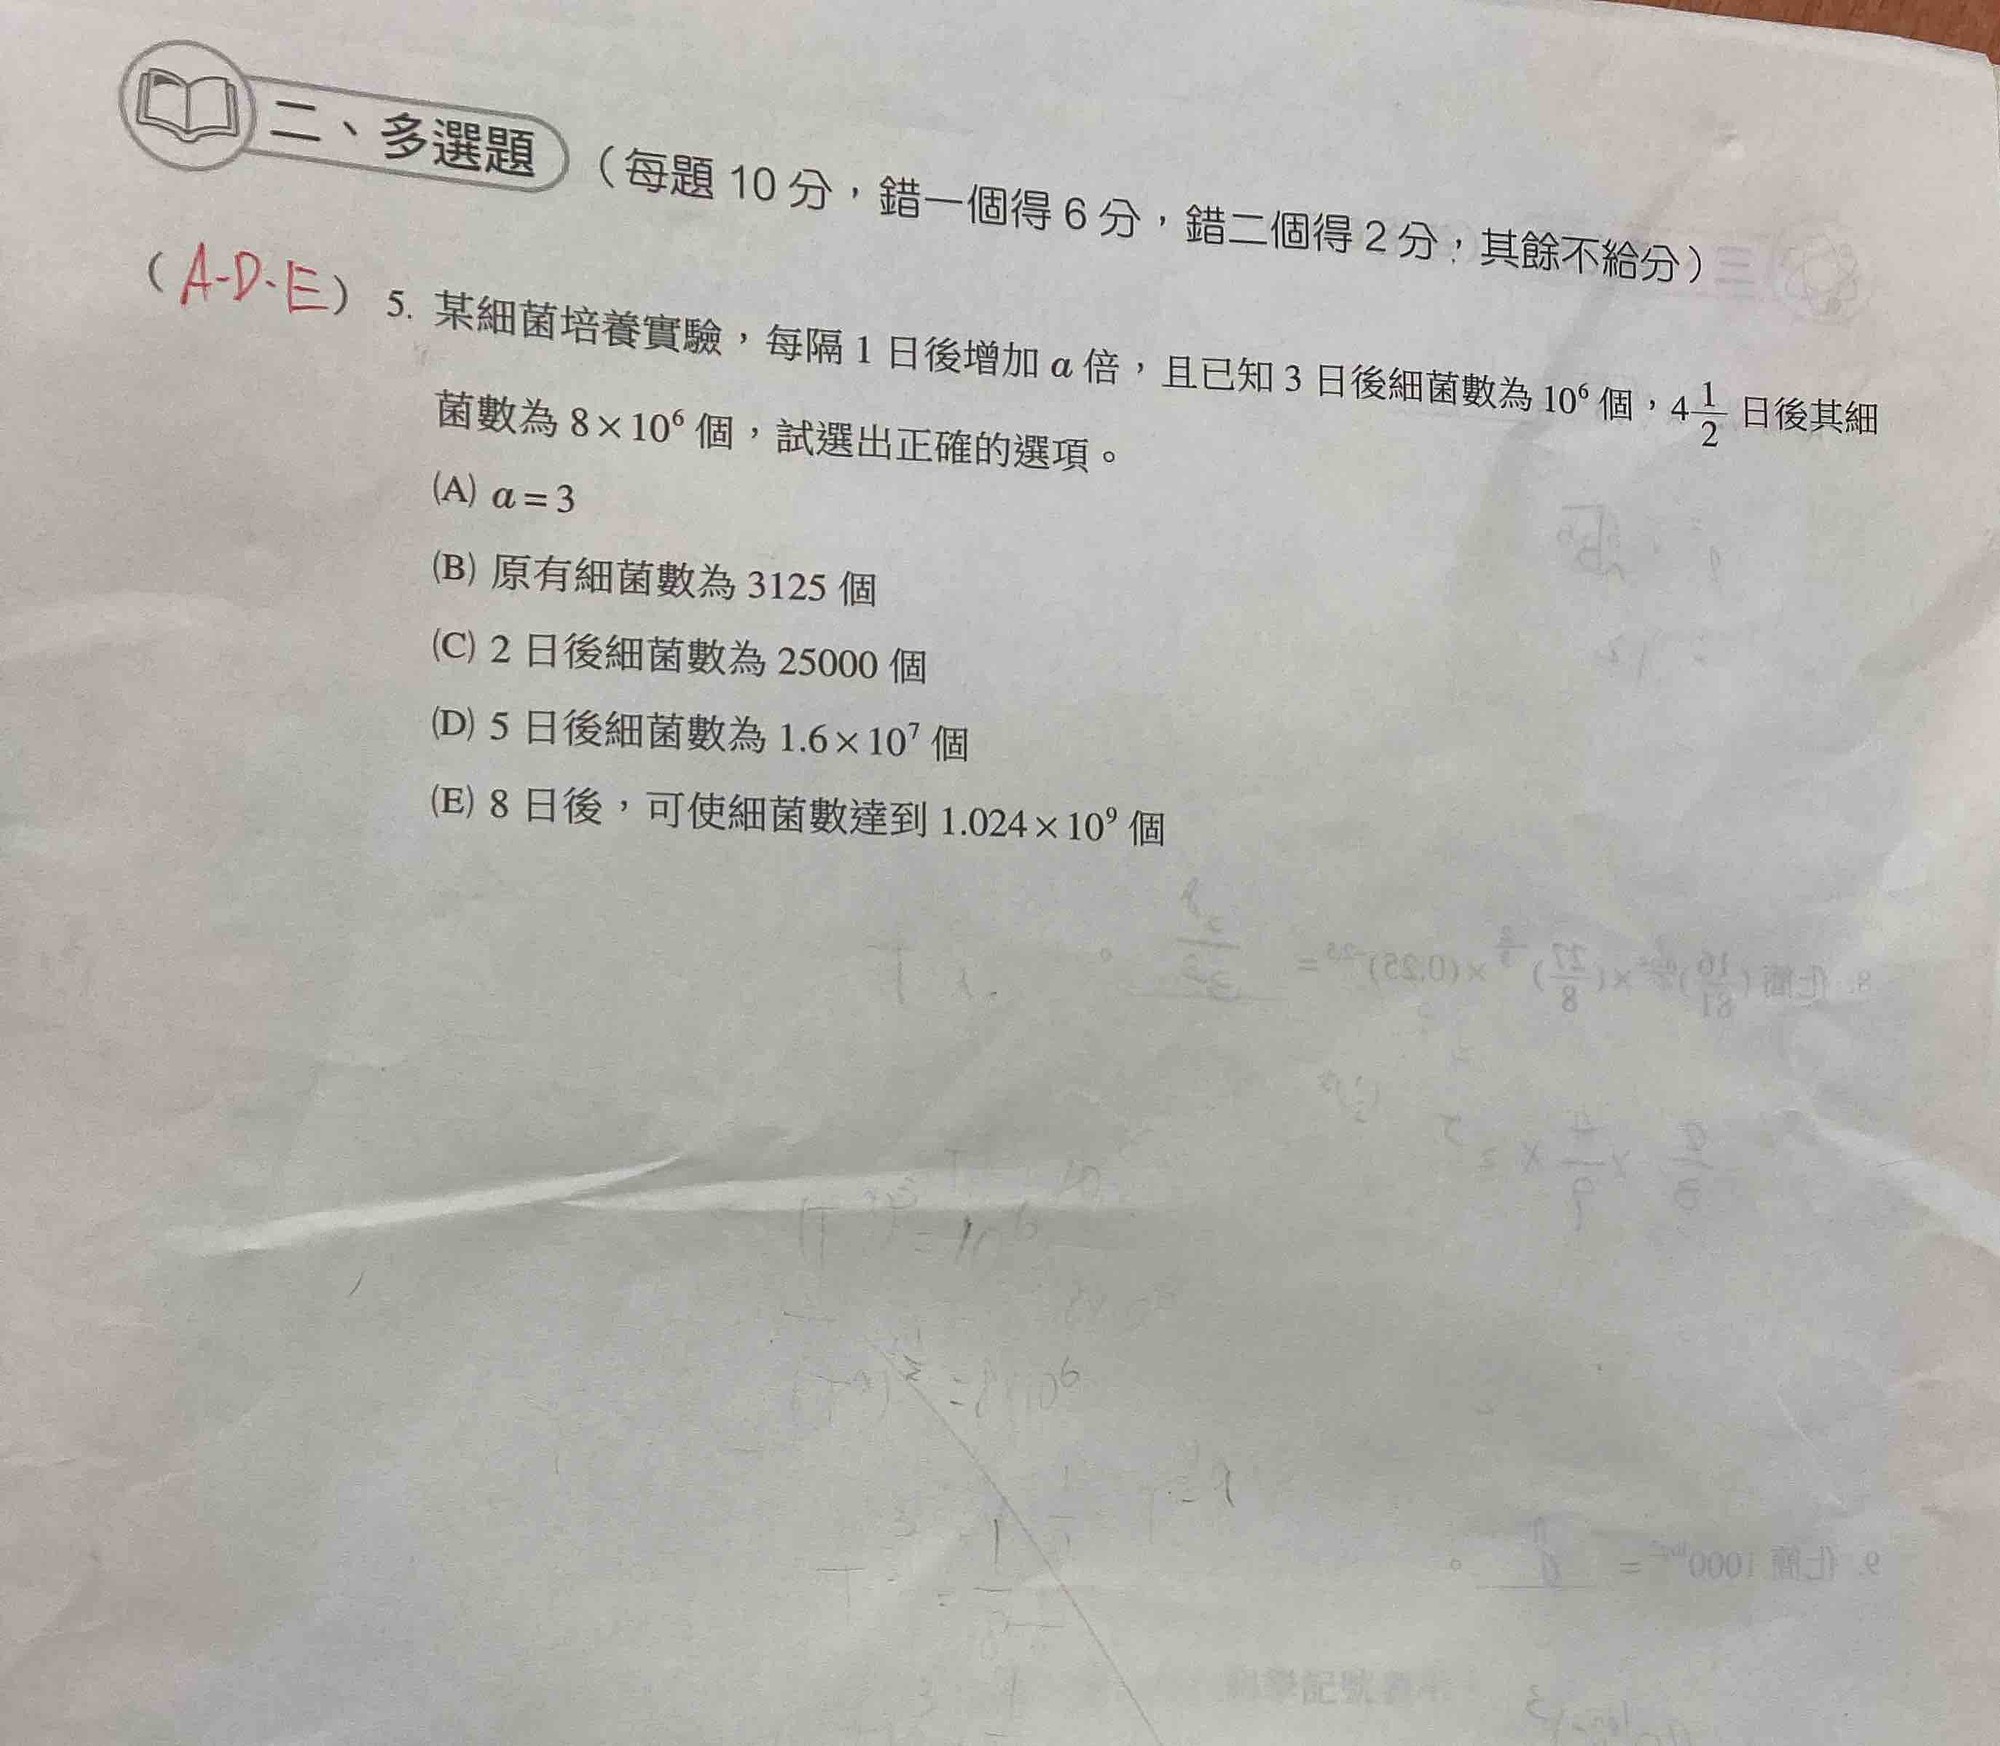 二、多選題（每題 10 分，錯一個得 6 分，錯二個得 2 分，其餘不給分）
（A-D、E）5. 某細菌培養實驗，每隔 1 日後增加 a 倍，且已知 3 日後細菌數為 10⁶ 個，4 1/2 日後其細
菌數為 8×10⁶ 個，試選出正確的選項。
(A) a = 3
(B) 原有細菌數為 3125 個
(C) 2 日後細菌數為 25000 個
(D) 5 日後細菌數為 1.6×10⁷ 個
(E) 8 日後，可使細菌數達到 1.024×10⁹ 個